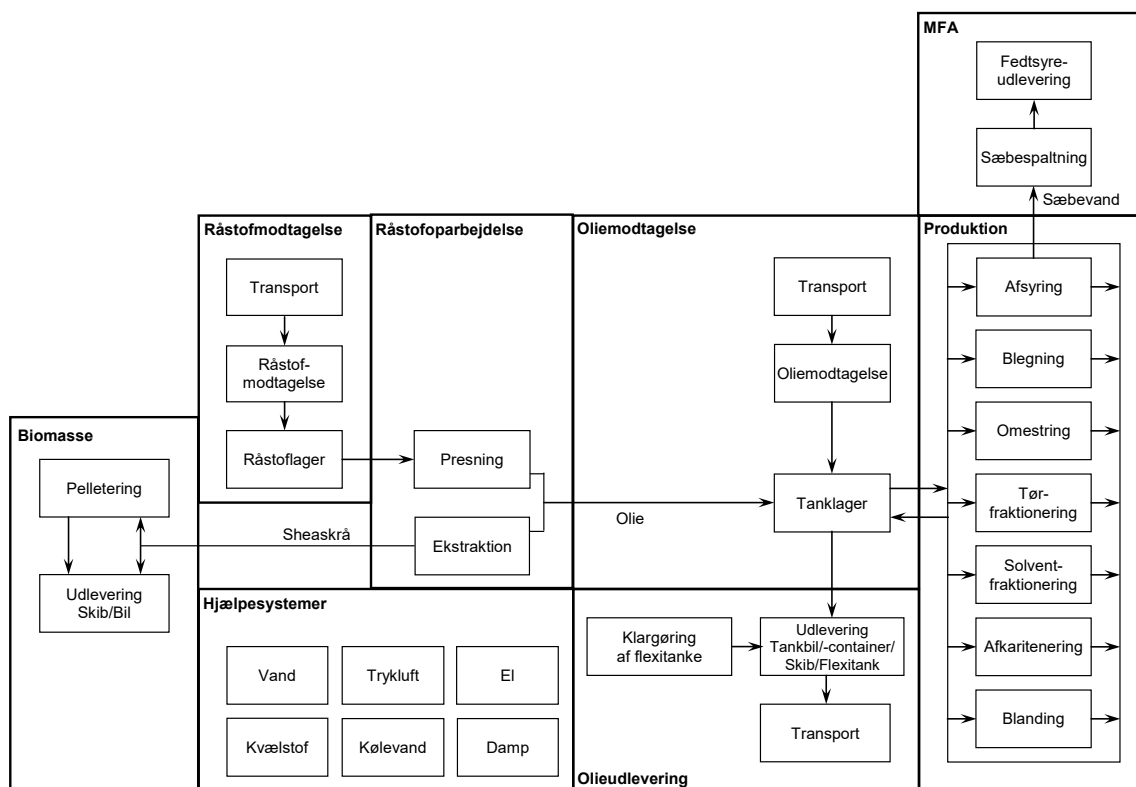 MFA
Fedtsyre-
udlevering
Sæbespaltning
Sæbevand
Råstofmodtagelse
Transport
Råstof-
modtagelse
Råstoflager
Råstofoparbejdelse
Presning
Ekstraktion
Oliemodtagelse
Transport
Oliemodtagelse
Tanklager
Olie
Produktion
Afsyring
Blegning
Omestring
Tør-
fraktionering
Solvent-
fraktionering
Afkaritenering
Blanding
Biomasse
Pelletering
Sheaskrå
Udlevering
Skib/Bil
Hjælpesystemer
Vand
Trykluft
El
Kvælstof
Kølevand
Damp
Klargøring
af flexitanke
Udlevering
Tankbil/-container/
Skib/Flexitank
Transport
Olieudlevering